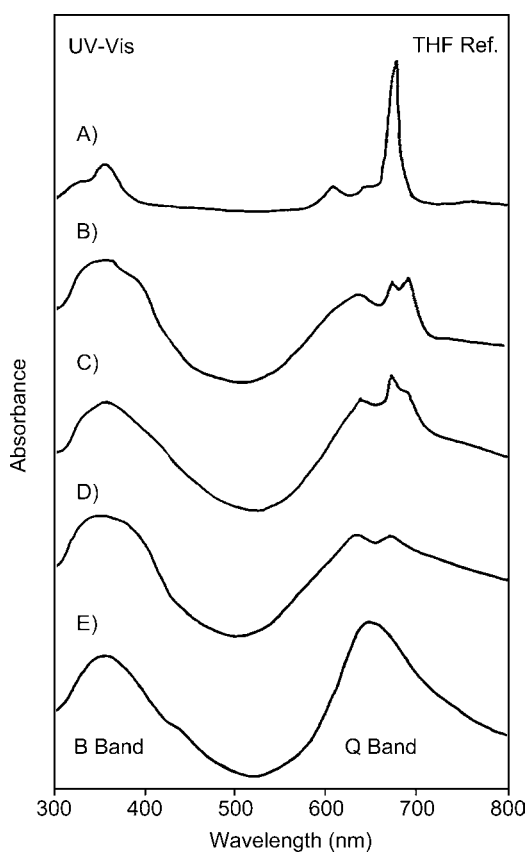 UV-Vis THF Ref.
A)
B)
C)
D)
E)
B Band Q Band
Absorbance
300 400 500 600 700 800
Wavelength (nm)